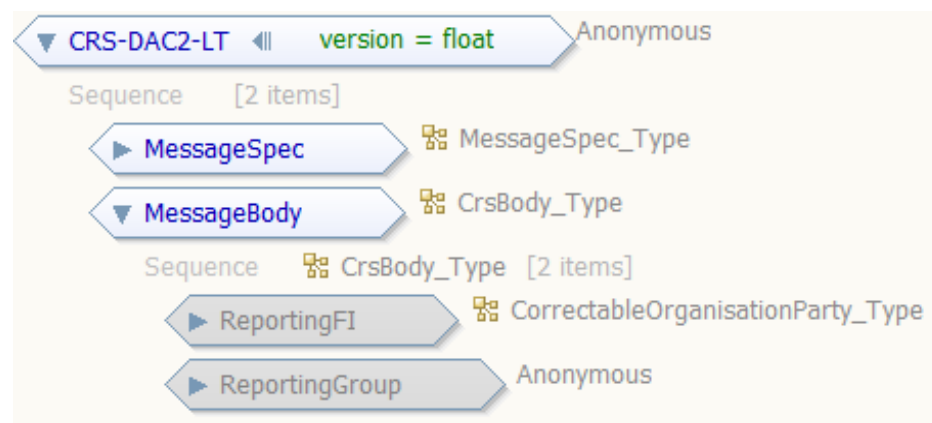 CRS-DAC2-LT version = float Anonymous
Sequence [2 items]
MessageSpec MessageSpec_Type
MessageBody CrsBody_Type
Sequence CrsBody_Type [2 items]
ReportingFI CorrectableOrganisationParty_Type
ReportingGroup Anonymous